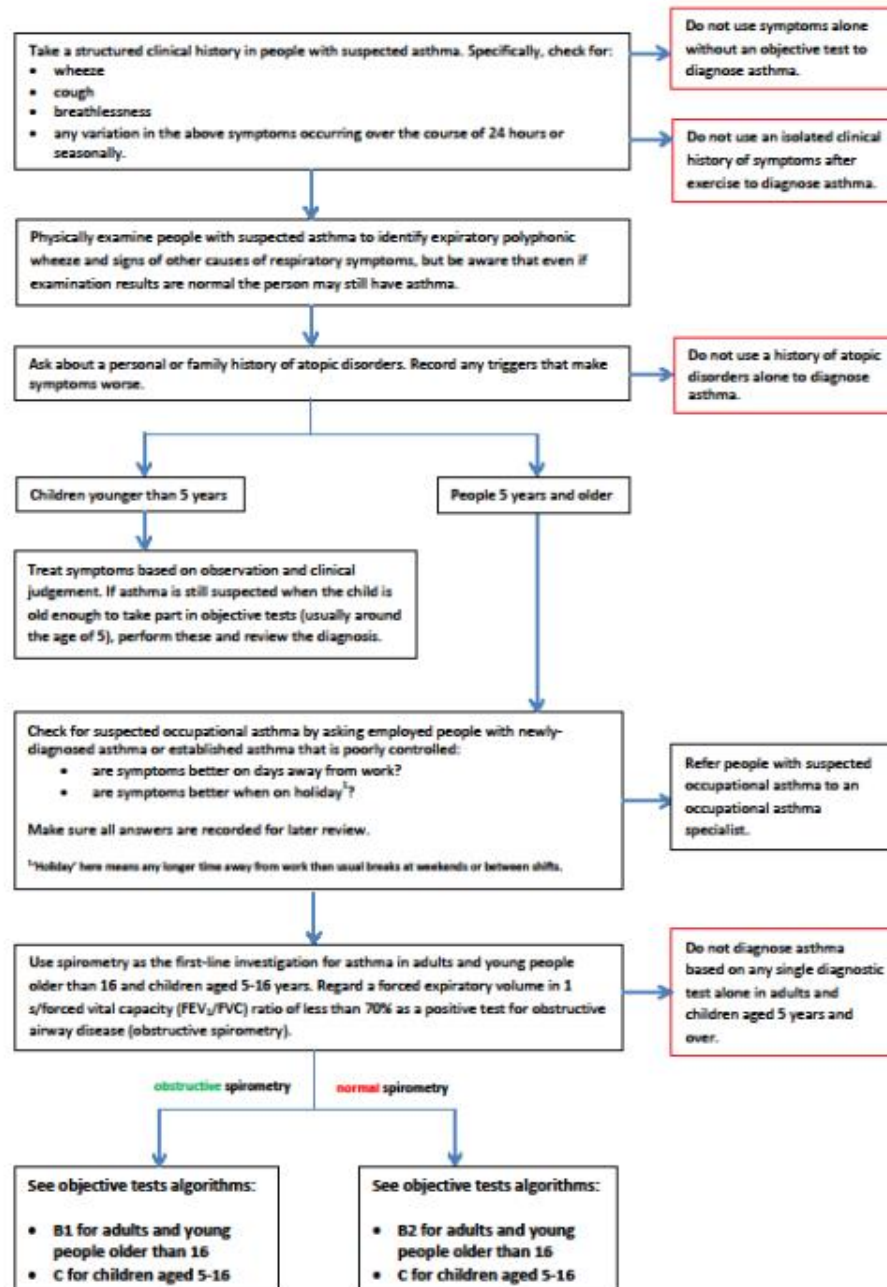 Take a structured clinical history in people with suspected asthma. Specifically, check for:
• wheeze
• cough
• breathlessness
• any variation in the above symptoms occurring over the course of 24 hours or
seasonally.
Do not use symptoms alone
without an objective test to
diagnose asthma.
Do not use an isolated clinical
history of symptoms after
exercise to diagnose asthma.
Physically examine people with suspected asthma to identify expiratory polyphonic
wheeze and signs of other causes of respiratory symptoms, but be aware that even if
examination results are normal the person may still have asthma.
Ask about a personal or family history of atopic disorders. Record any triggers that make
symptoms worse.
Do not use a history of atopic
disorders alone to diagnose
asthma.
Children younger than 5 years
People 5 years and older
Treat symptoms based on observation and clinical
judgement. If asthma is still suspected when the child is
old enough to take part in objective tests (usually around
the age of 5), perform these and review the diagnosis.
Check for suspected occupational asthma by asking employed people with newly-
diagnosed asthma or established asthma that is poorly controlled:
• are symptoms better on days away from work?
• are symptoms better when on holiday¹?
Make sure all answers are recorded for later review.
¹'Holiday' here means any longer time away from work than usual breaks at weekends or between shifts.
Refer people with suspected
occupational asthma to an
occupational asthma
specialist.
Use spirometry as the first-line investigation for asthma in adults and young people
older than 16 and children aged 5-16 years. Regard a forced expiratory volume in 1
s/forced vital capacity (FEV₁/FVC) ratio of less than 70% as a positive test for obstructive
airway disease (obstructive spirometry).
Do not diagnose asthma
based on any single diagnostic
test alone in adults and
children aged 5 years and
over.
obstructive spirometry
normal spirometry
See objective tests algorithms:
• B1 for adults and young
people older than 16
• C for children aged 5-16
See objective tests algorithms:
• B2 for adults and young
people older than 16
• C for children aged 5-16